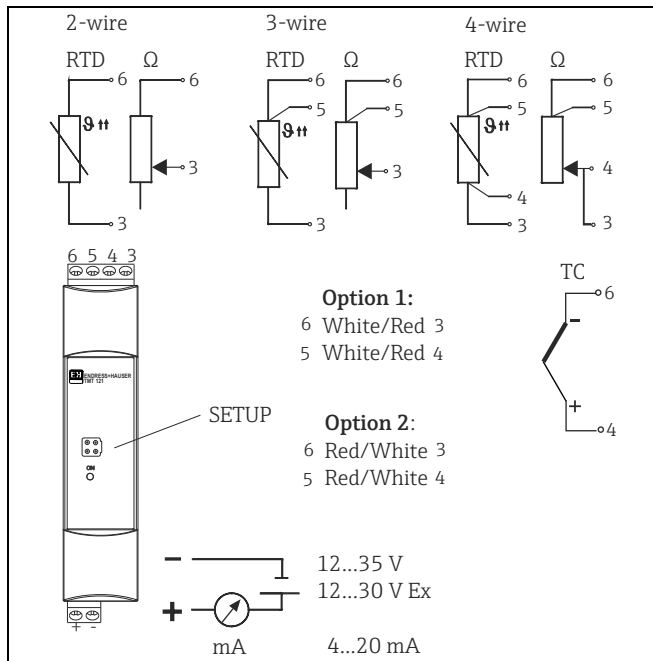 2-wire 3-wire 4-wire
RTD Ω RTD Ω RTD Ω
6 6 6 6 6 6
5 5 5 5
ϑ ϑ ϑ
3 3 4 4
3 3 3 3
6 5 4 3
TC
6
-
+
4
Option 1:
6 White/Red 3
5 White/Red 4
EH ENDRESS+HAUSER
TMT 121
SETUP
Option 2:
6 Red/White 3
5 Red/White 4
ON
- 12...35 V
12...30 V Ex
+
+ -
mA 4...20 mA